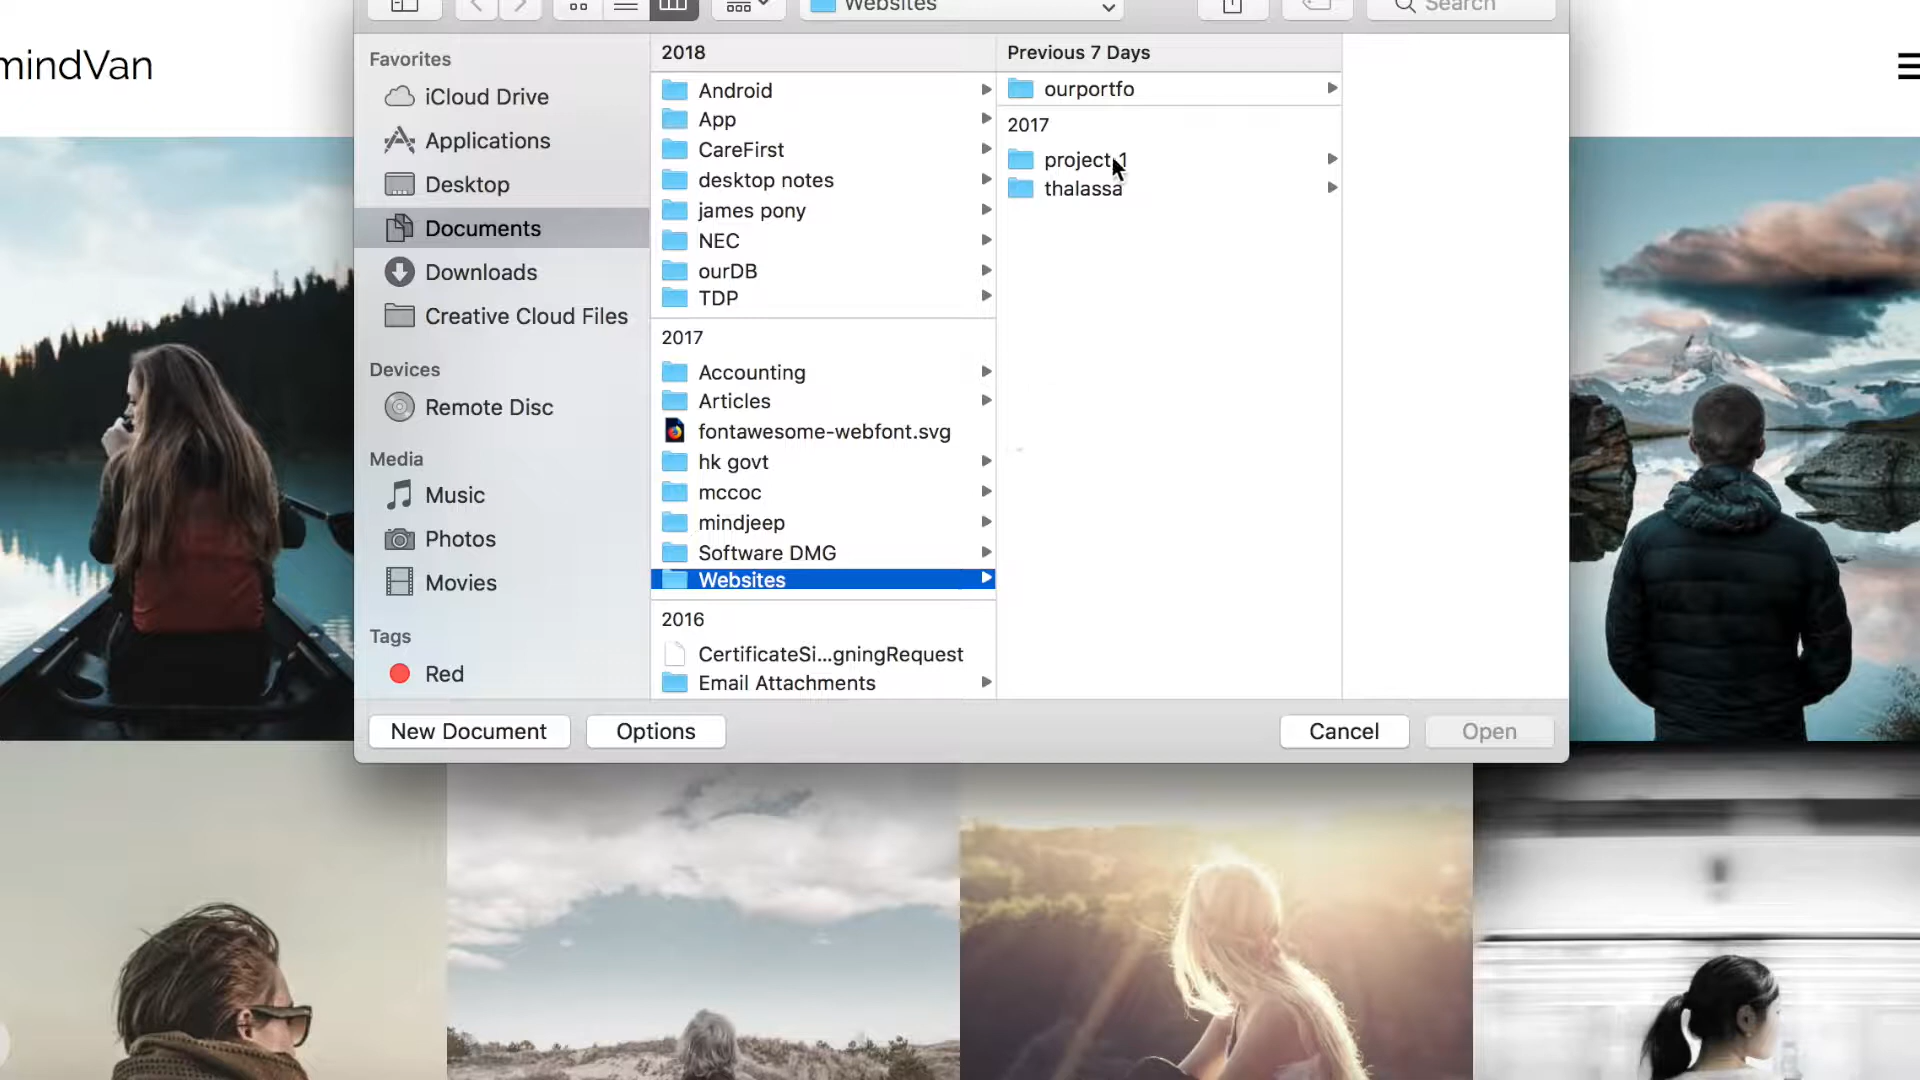 mindVan
Websites
Search
Favorites
iCloud Drive
Applications
Desktop
Documents
Downloads
Creative Cloud Files
Devices
Remote Disc
Media
Music
Photos
Movies
Tags
Red
2018
Android
App
CareFirst
desktop notes
james pony
NEC
ourDB
TDP
2017
Accounting
Articles
fontawesome-webfont.svg
hk govt
mccoc
mindjeep
Software DMG
Websites
2016
CertificateSi...gningRequest
Email Attachments
Previous 7 Days
ourportfo
2017
project 1
thalassa
New Document
Options
Cancel
Open